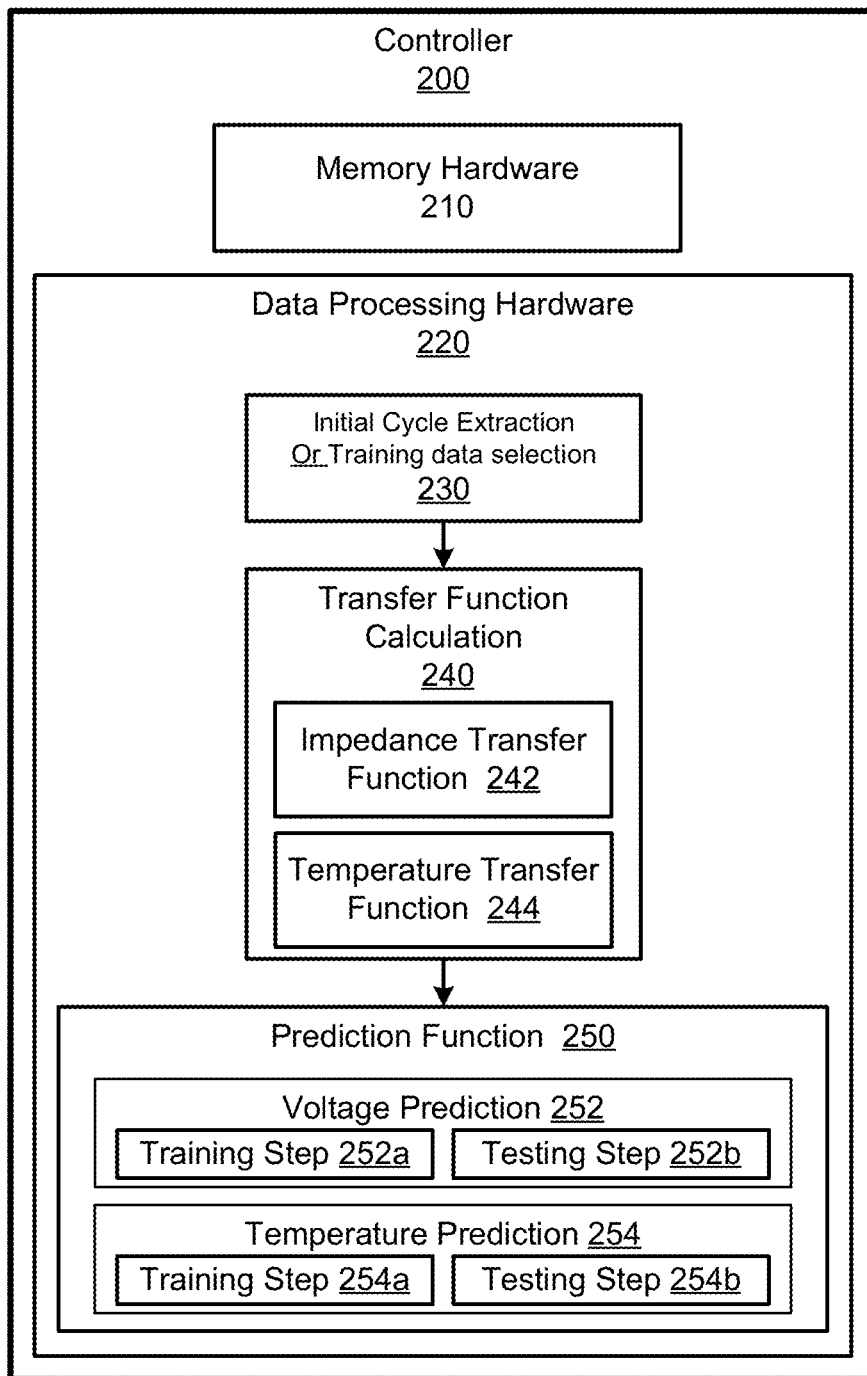 Controller
200
Memory Hardware
210
Data Processing Hardware
220
Initial Cycle Extraction
Or Training data selection
230
Transfer Function
Calculation
240
Impedance Transfer
Function 242
Temperature Transfer
Function 244
Prediction Function 250
Voltage Prediction 252
Training Step 252a
Testing Step 252b
Temperature Prediction 254
Training Step 254a
Testing Step 254b